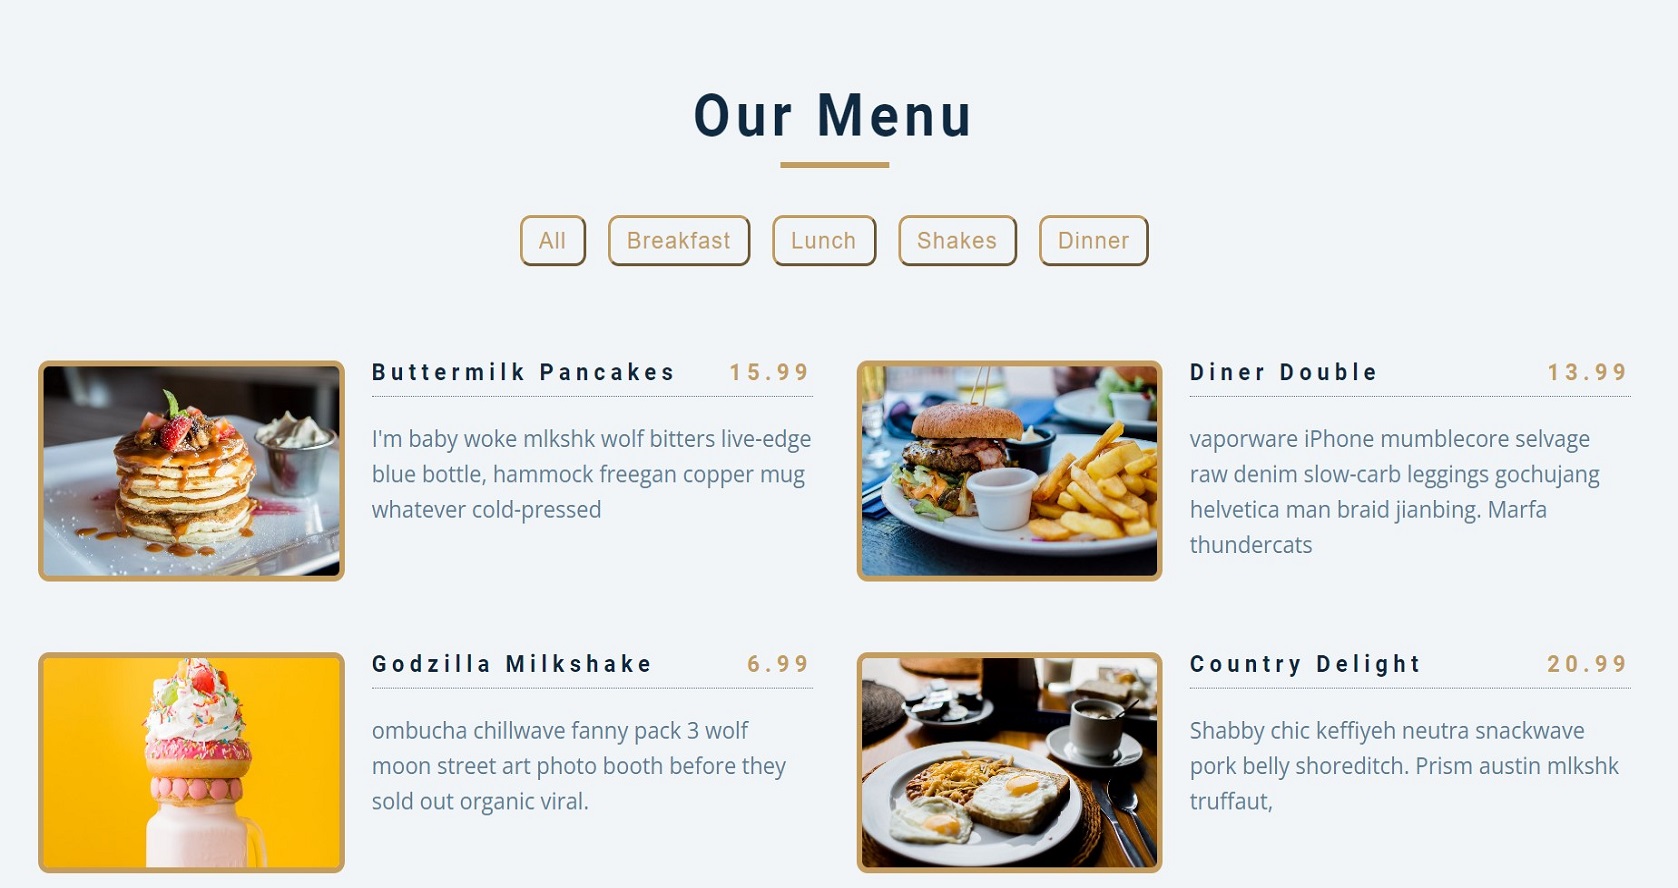 Our Menu
All Breakfast Lunch Shakes Dinner
Buttermilk Pancakes 15.99
I'm baby woke mlkshk wolf bitters live-edge
blue bottle, hammock freegan copper mug
whatever cold-pressed
Diner Double 13.99
vaporware iPhone mumblecore selvage
raw denim slow-carb leggings gochujang
helvetica man braid jianbing. Marfa
thundercats
Godzilla Milkshake 6.99
ombucha chillwave fanny pack 3 wolf
moon street art photo booth before they
sold out organic viral.
Country Delight 20.99
Shabby chic keffiyeh neutra snackwave
pork belly shoreditch. Prism austin mlkshk
truffaut,